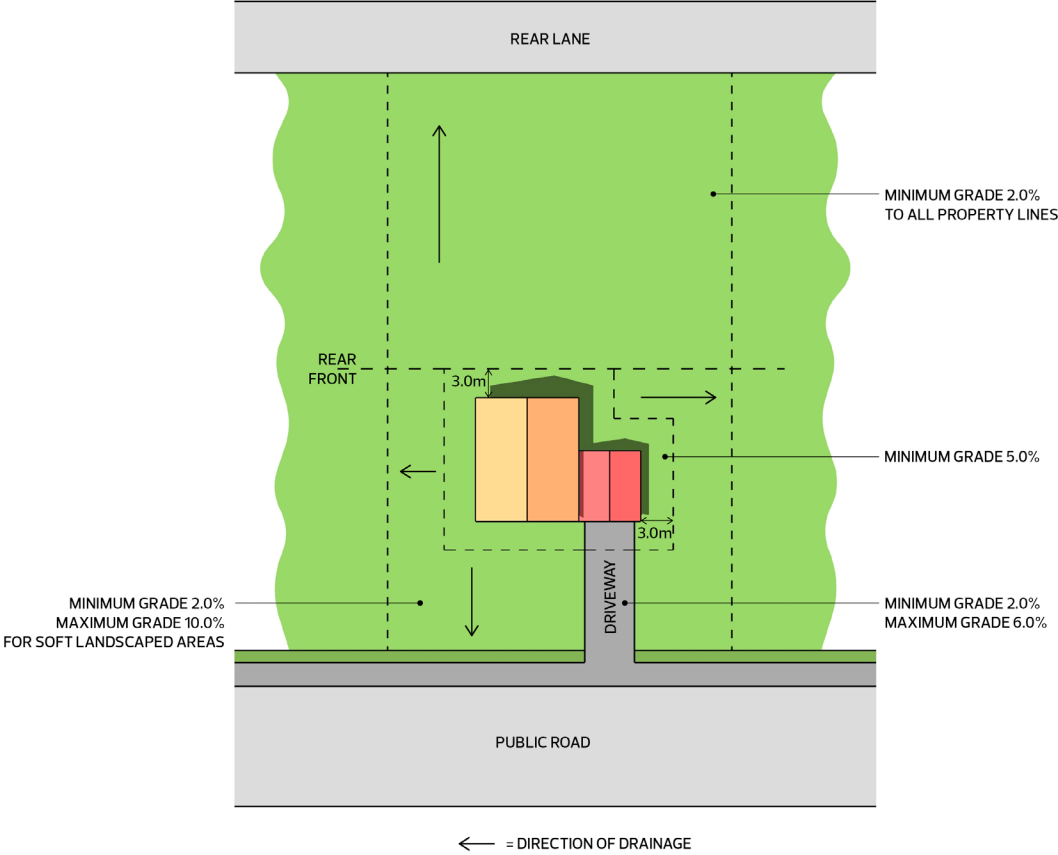 REAR LANE
MINIMUM GRADE 2.0%
TO ALL PROPERTY LINES
REAR
FRONT
3.0m
MINIMUM GRADE 5.0%
3.0m
DRIVEWAY
MINIMUM GRADE 2.0%
MAXIMUM GRADE 10.0%
FOR SOFT LANDSCAPED AREAS
MINIMUM GRADE 2.0%
MAXIMUM GRADE 6.0%
PUBLIC ROAD
= DIRECTION OF DRAINAGE